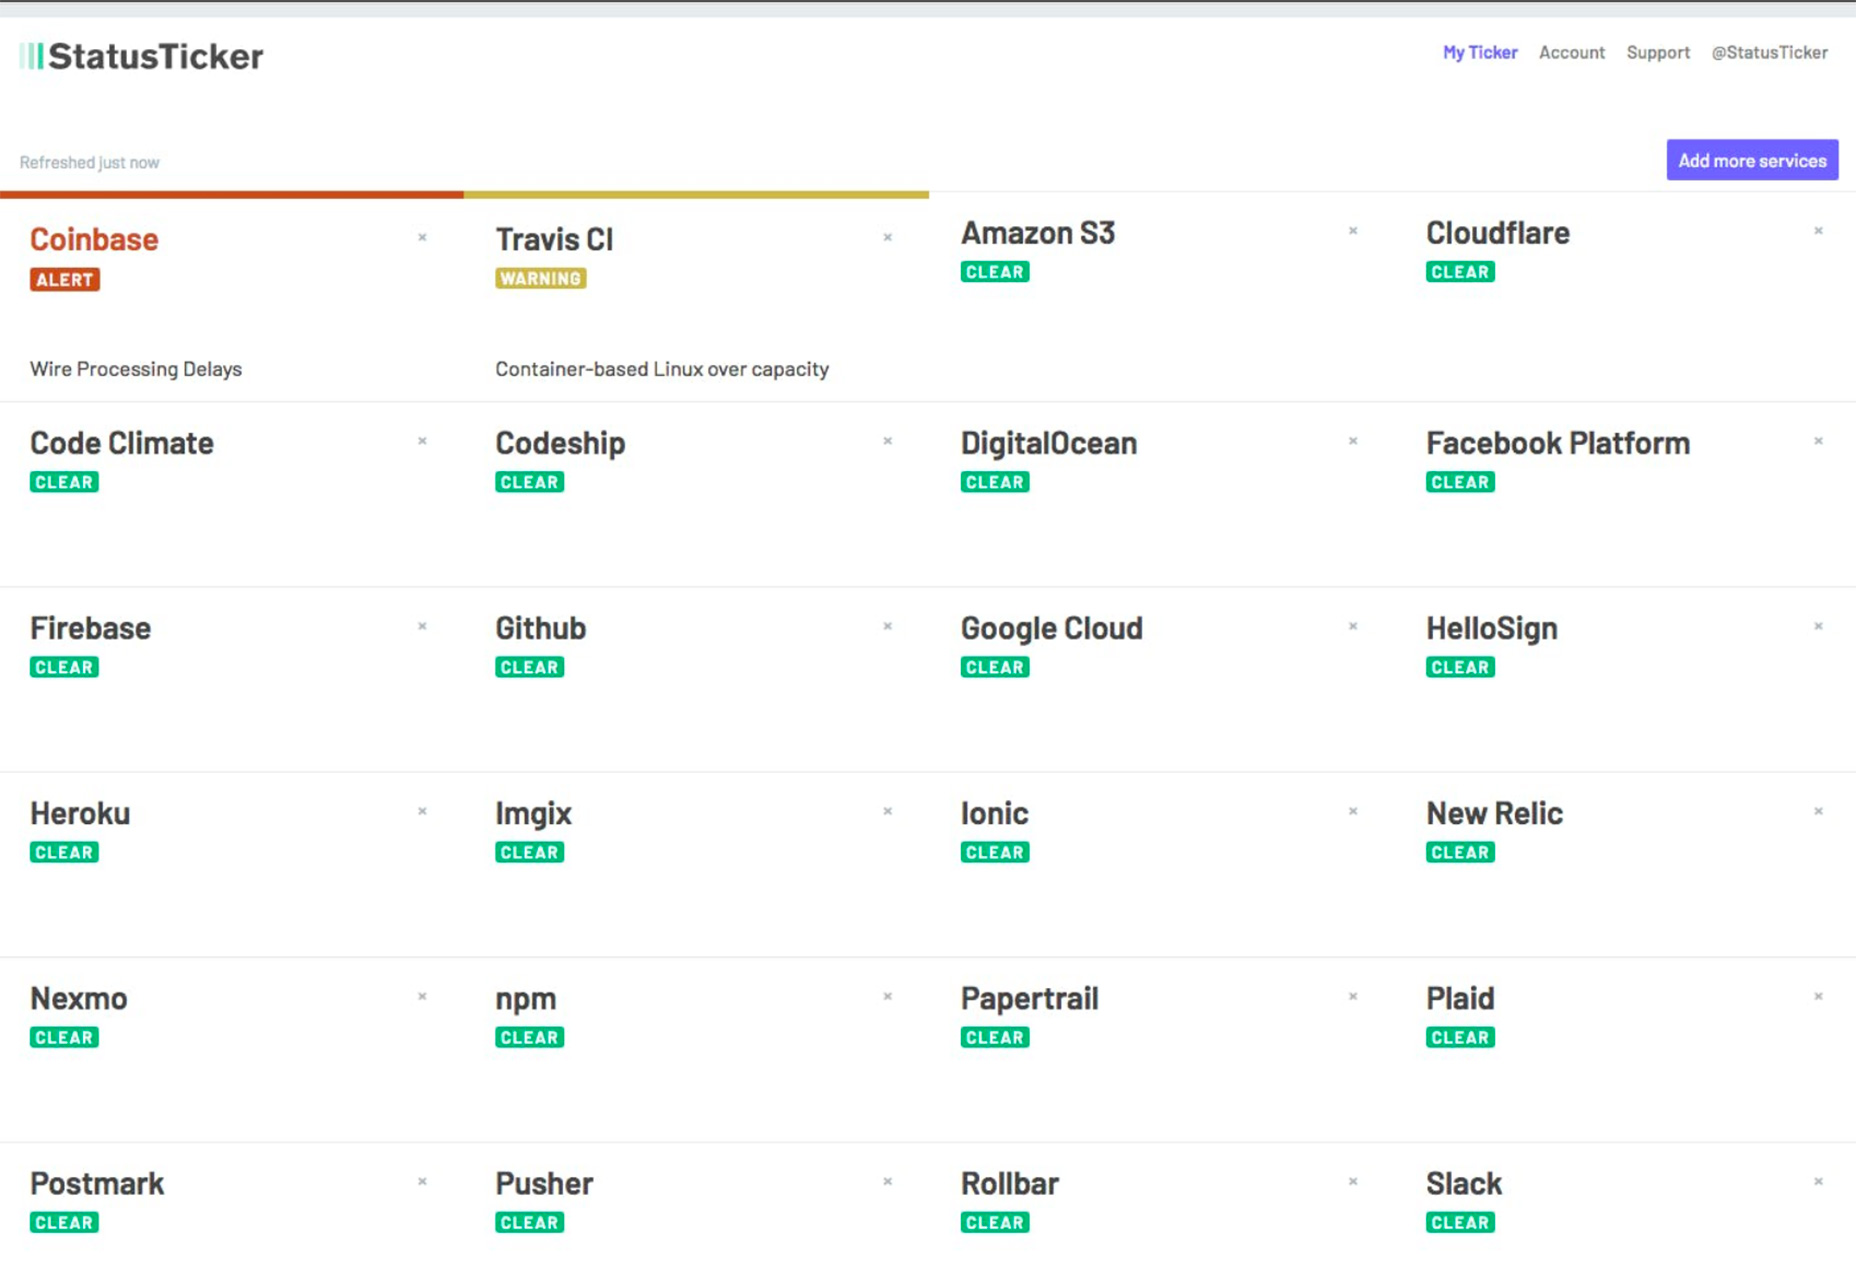 StatusTicker
My Ticker Account Support @StatusTicker
Refreshed just now
Add more services
Coinbase ×
ALERT
Wire Processing Delays
Travis CI ×
WARNING
Container-based Linux over capacity
Amazon S3 ×
CLEAR
Cloudflare ×
CLEAR
Code Climate ×
CLEAR
Codeship ×
CLEAR
DigitalOcean ×
CLEAR
Facebook Platform ×
CLEAR
Firebase ×
CLEAR
Github ×
CLEAR
Google Cloud ×
CLEAR
HelloSign ×
CLEAR
Heroku ×
CLEAR
Imgix ×
CLEAR
Ionic ×
CLEAR
New Relic ×
CLEAR
Nexmo ×
CLEAR
npm ×
CLEAR
Papertrail ×
CLEAR
Plaid ×
CLEAR
Postmark ×
CLEAR
Pusher ×
CLEAR
Rollbar ×
CLEAR
Slack ×
CLEAR